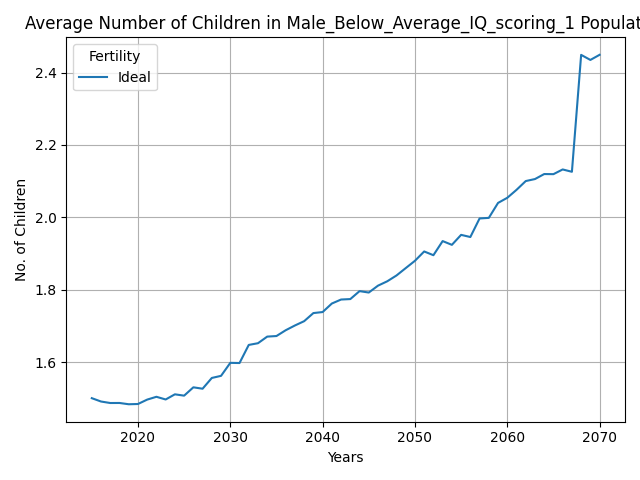 Average Number of Children in Male_Below_Average_IQ_scoring_1 Populat
Fertility
Ideal
No. of Children
2.4
2.2
2.0
1.8
1.6
2020 2030 2040 2050 2060 2070
Years